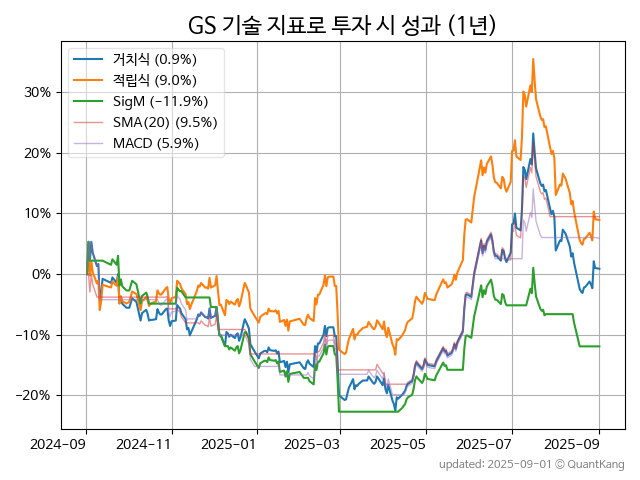 GS 기술 지표로 투자 시 성과 (1년)
거치식 (0.9%)
적립식 (9.0%)
SigM (-11.9%)
SMA(20) (9.5%)
MACD (5.9%)
30%
20%
10%
0%
-10%
-20%
2024-09
2024-11
2025-01
2025-03
2025-05
2025-07
2025-09
updated: 2025-09-01 © QuantKang